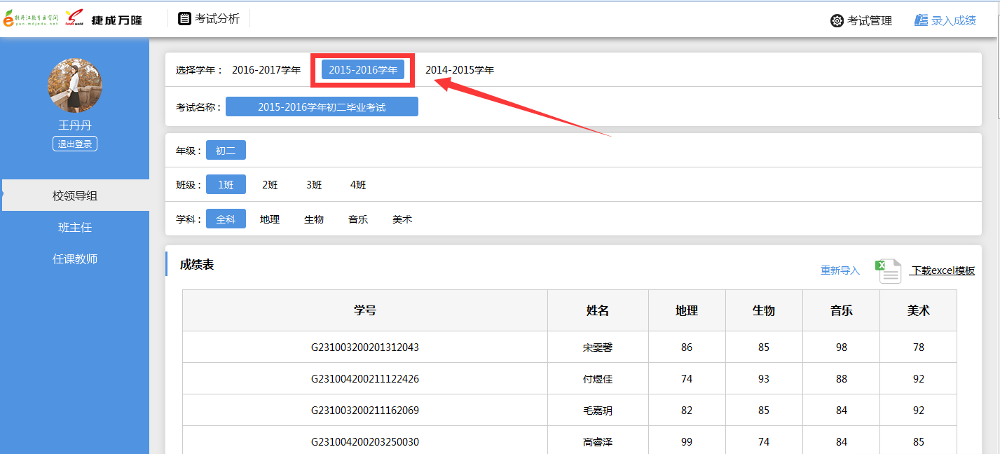 牡丹江教育云空间
yun.mdjedu.net
Future world
捷成万隆
考试分析
考试管理
录入成绩
王丹丹
退出登录
校领导组
班主任
任课教师
选择学年： 2016-2017学年 2015-2016学年 2014-2015学年
考试名称： 2015-2016学年初二毕业考试
年级： 初二
班级： 1班 2班 3班 4班
学科： 全科 地理 生物 音乐 美术
成绩表
重新导入
下载excel模板
学号 姓名 地理 生物 音乐 美术
G231003200201312043 宋雯馨 86 85 98 78
G231004200211122426 付煜佳 74 93 88 92
G231003200211162069 毛嘉玥 82 85 84 92
G231004200203250030 高睿泽 99 74 84 85